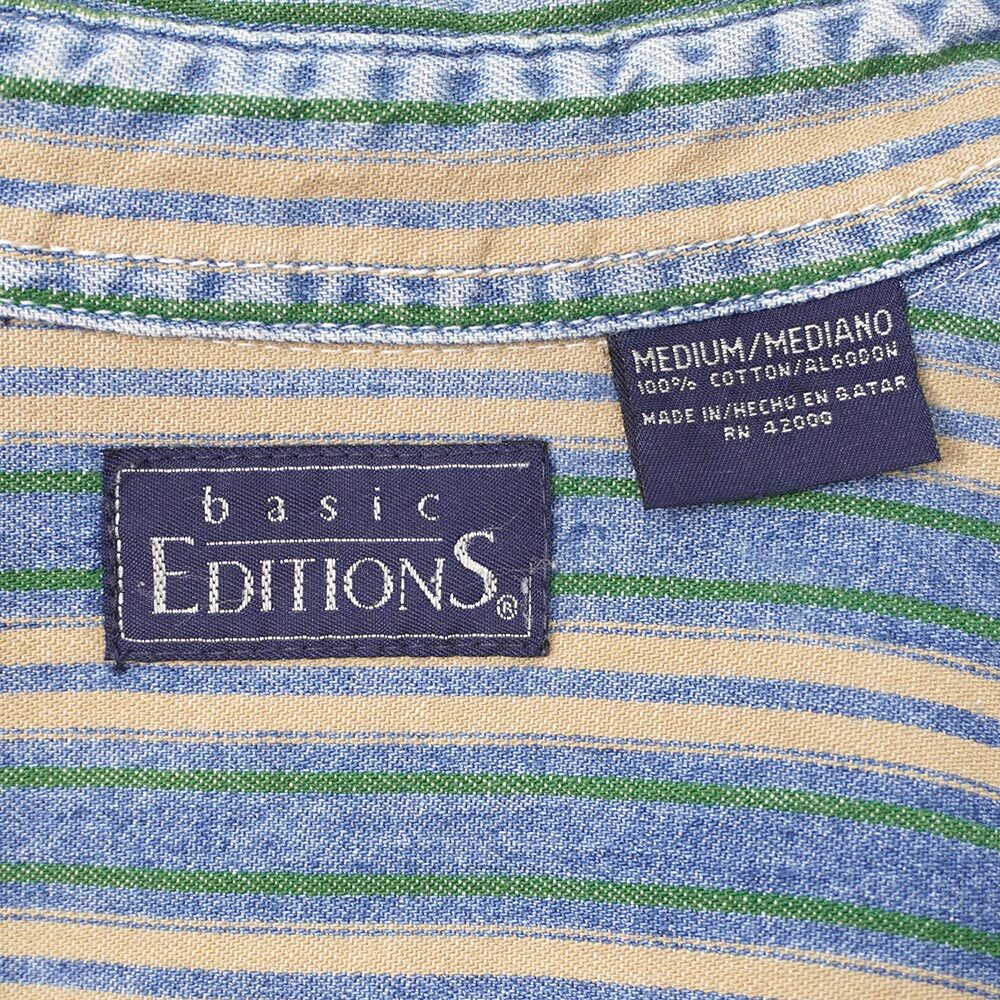 MEDIUM/MEDIANO
100% COTTON/ALGODON
MADE IN/HECHO EN QATAR
RN 42000
basic
EDITIONS®